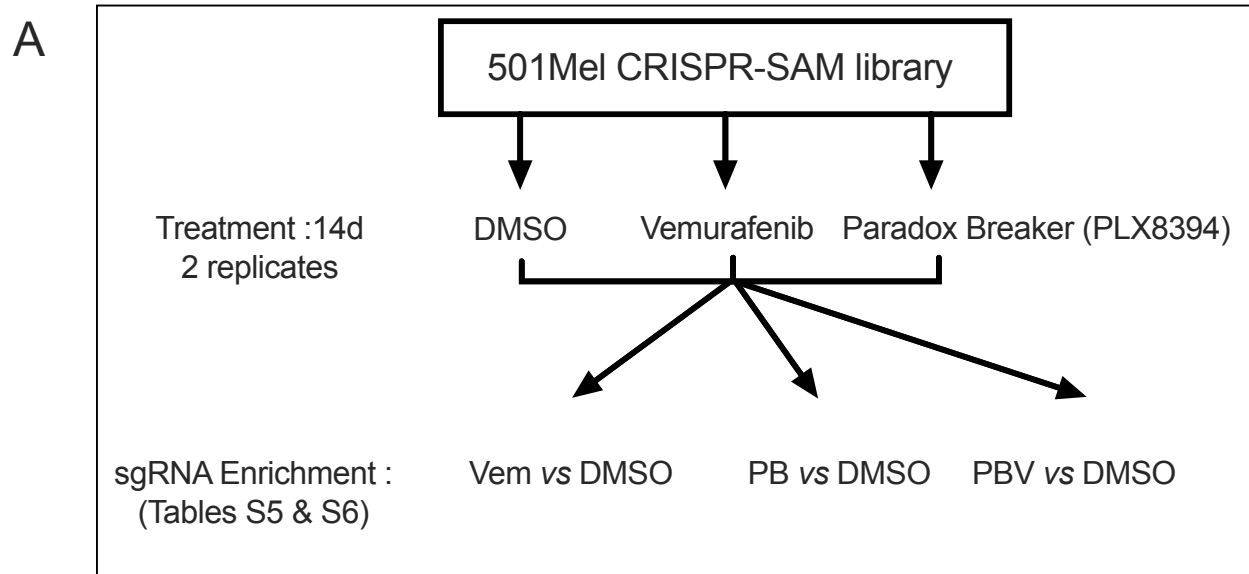 A
501Mel CRISPR-SAM library
Treatment :14d
2 replicates
DMSO
Vemurafenib
Paradox Breaker (PLX8394)
sgRNA Enrichment :
(Tables S5 & S6)
Vem vs DMSO
PB vs DMSO
PBV vs DMSO